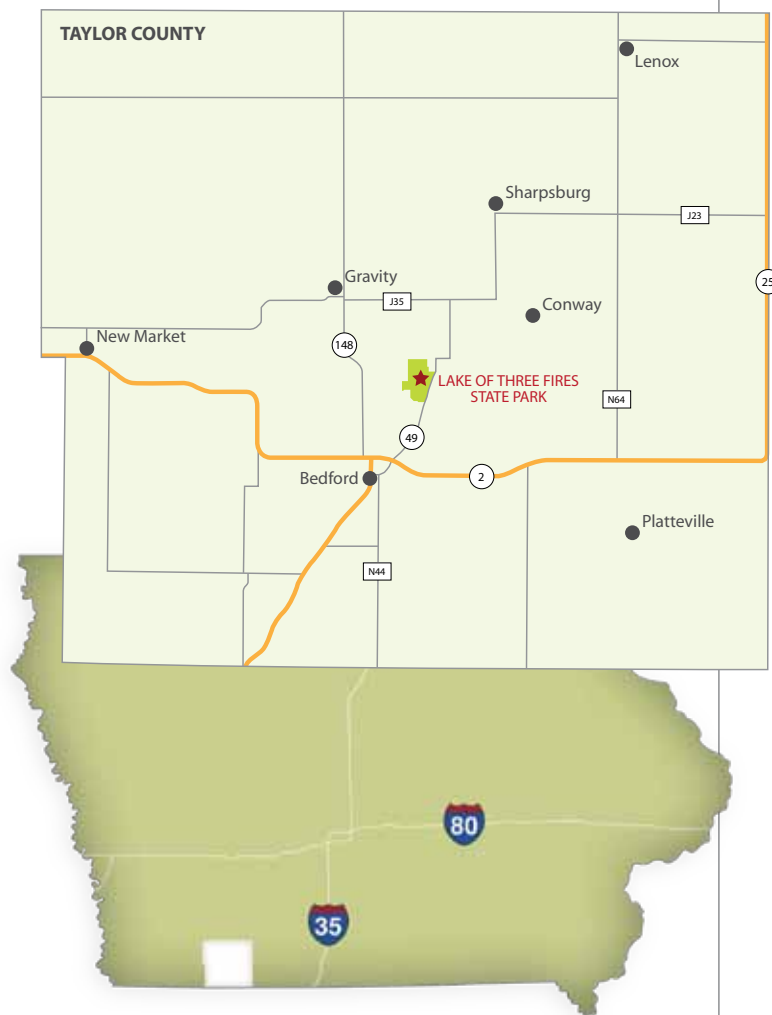 TAYLOR COUNTY
Lenox
Sharpsburg
J23
Gravity
25
J35
Conway
New Market
148
LAKE OF THREE FIRES
STATE PARK
N64
49
Bedford
2
Platteville
N44
80
35